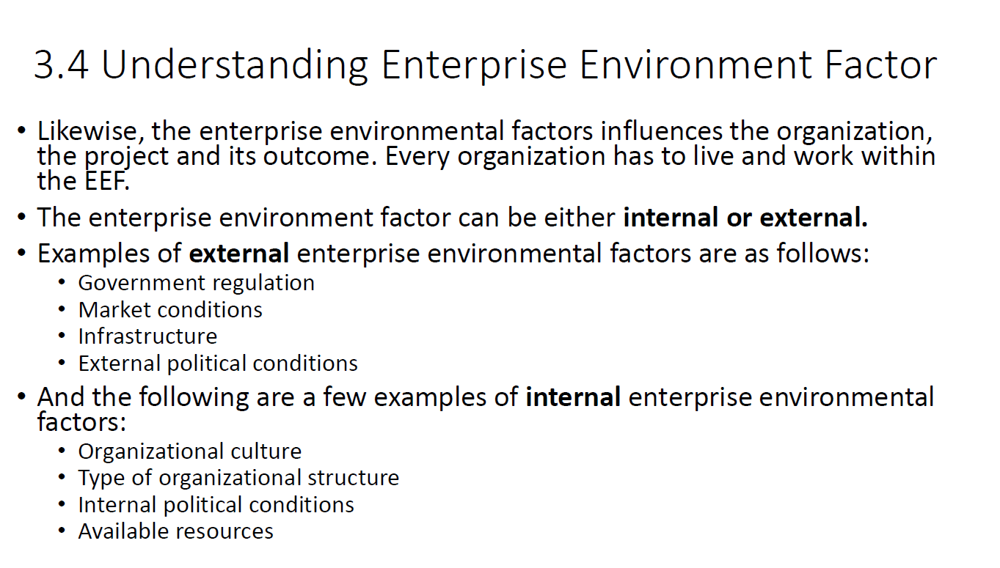 3.4 Understanding Enterprise Environment Factor
• Likewise, the enterprise environmental factors influences the organization,
the project and its outcome. Every organization has to live and work within
the EEF.
• The enterprise environment factor can be either internal or external.
• Examples of external enterprise environmental factors are as follows:
• Government regulation
• Market conditions
• Infrastructure
• External political conditions
• And the following are a few examples of internal enterprise environmental
factors:
• Organizational culture
• Type of organizational structure
• Internal political conditions
• Available resources